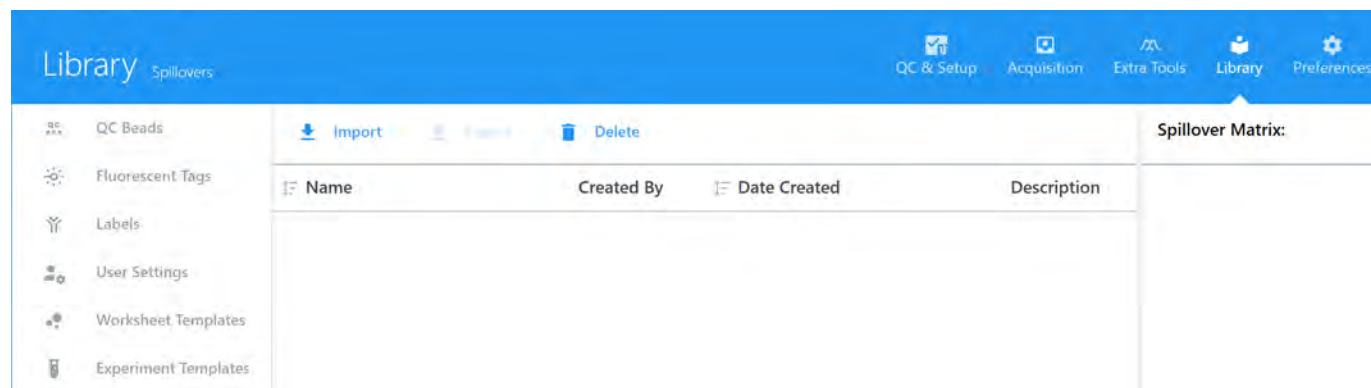 Library Spillovers
QC & Setup
Acquisition
Extra Tools
Library
Preferences
QC Beads
Fluorescent Tags
Labels
User Settings
Worksheet Templates
Experiment Templates
Import
Delete
Name
Created By
Date Created
Description
Spillover Matrix: